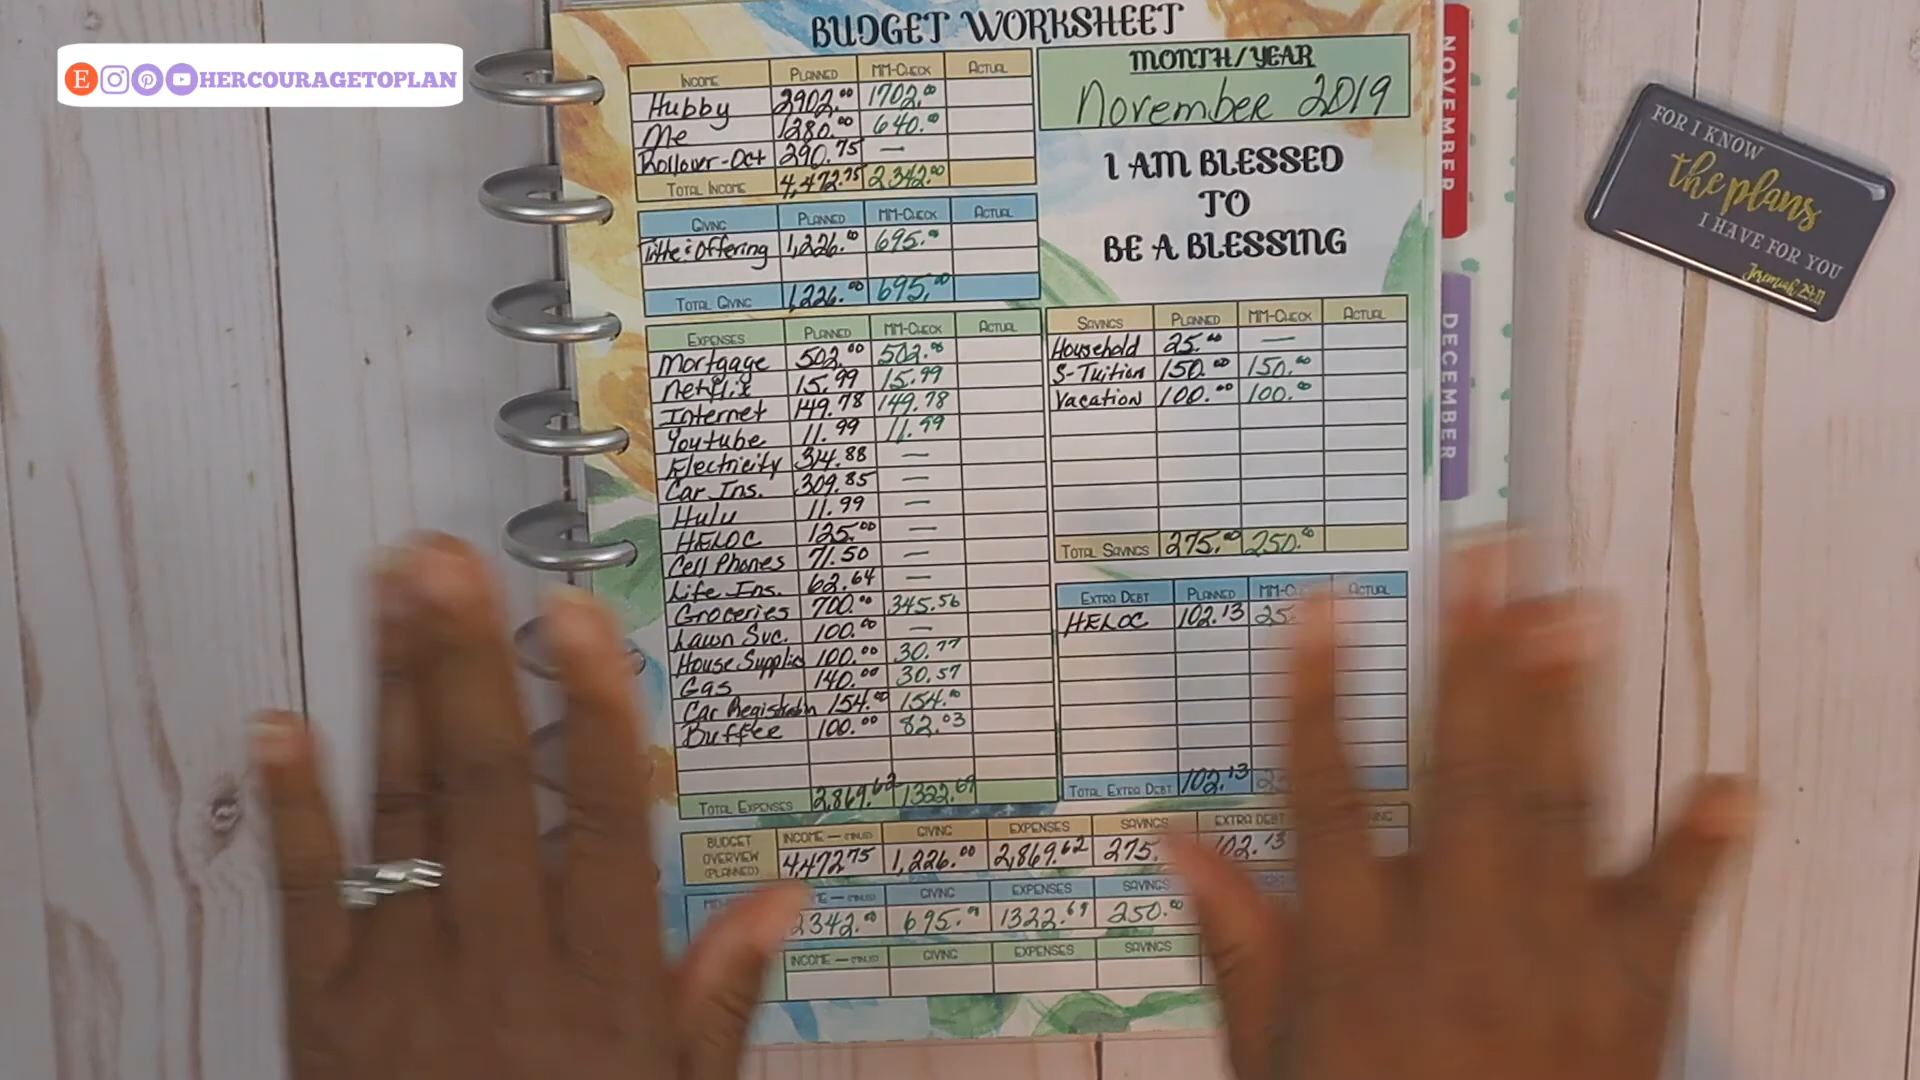 HERCOURAGETOPLAN
BUDGET WORKSHEET
INCOME PLANNED MM-CHECK ACTUAL
Hubby 2902.00 1702.00
Me 1280.00 640.00
Rollover-Oct 290.75 —
TOTAL INCOME 4,472.75 2342.00
MONTH/YEAR
November 2019
I AM BLESSED
TO
BE A BLESSING
GIVING PLANNED MM-CHECK ACTUAL
Tithe & Offering 1,226.00 695.00
TOTAL GIVING 1,226.00 695.00
EXPENSES PLANNED MM-CHECK ACTUAL
Mortgage 502.00 502.00
Netflix 15.99 15.99
Internet 149.78 149.78
Youtube 11.99 11.99
Electricity 314.88 —
Car Ins. 309.85 —
Hulu 11.99 —
HELOC 125.00 —
Cell Phones 71.50 —
Life Ins. 62.64 —
Groceries 700.00 345.56
Lawn Svc. 100.00 —
House Supplies 100.00 30.77
Gas 140.00 30.57
Car Registration 154.00 154.00
Buffee 100.00 82.03
TOTAL EXPENSES 2,869.62 1322.69
SAVINGS PLANNED MM-CHECK ACTUAL
Household 25.00 —
S-Tuition 150.00 150.00
Vacation 100.00 100.00
TOTAL SAVINGS 275.00 250.00
EXTRA DEBT PLANNED ACTUAL
HELOC 102.13
TOTAL EXTRA DEBT 102.13
BUDGET OVERVIEW (PLANNED)
INCOME — (MINUS) GIVING EXPENSES SAVINGS EXTRA DEBT
4,472.75 1,226.00 2,869.62 275. 102.13
GIVING EXPENSES SAVINGS
2342.00 695.00 1322.69 250.00
INCOME — (MINUS) GIVING EXPENSES SAVINGS
NOVEMBER
DECEMBER
FOR I KNOW
the plans
I HAVE FOR YOU
Jeremiah 29:11